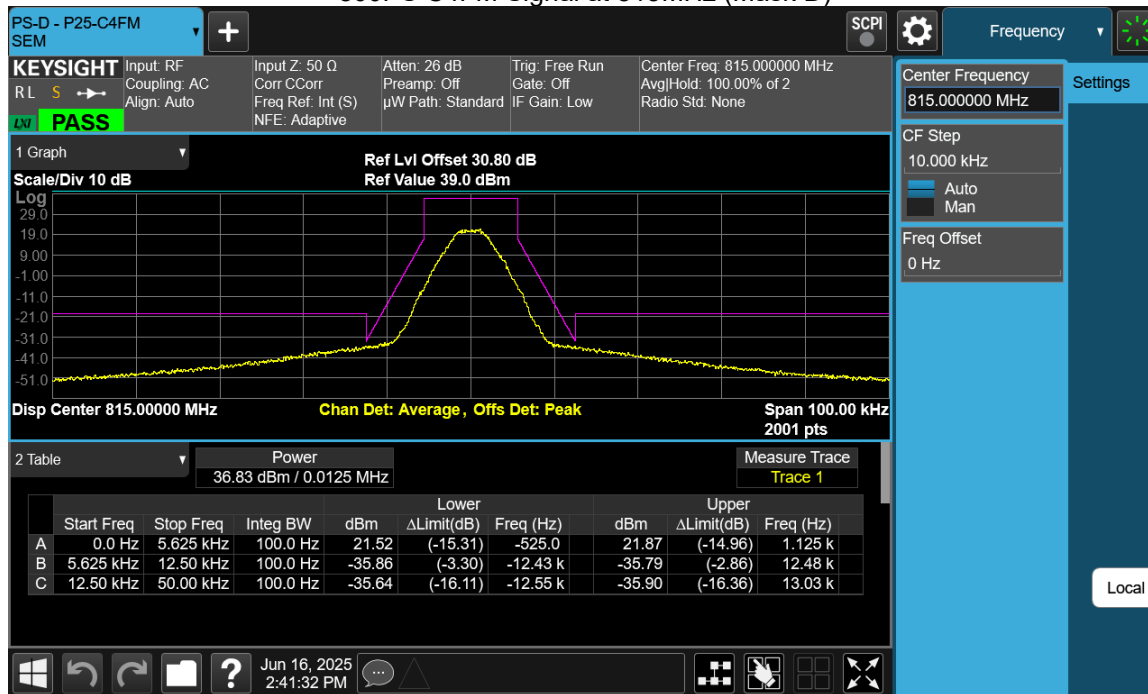 PS-D - P25-C4FM
SEM
+
SCPI
Frequency
KEYSIGHT
R L S
LXI PASS
Input: RF
Coupling: AC
Align: Auto
Input Z: 50 Ω
Corr CCorr
Freq Ref: Int (S)
NFE: Adaptive
Atten: 26 dB
Preamp: Off
µW Path: Standard
Trig: Free Run
Gate: Off
IF Gain: Low
Center Freq: 815.000000 MHz
Avg|Hold: 100.00% of 2
Radio Std: None
Center Frequency
815.000000 MHz
Settings
CF Step
10.000 kHz
Auto
Man
Freq Offset
0 Hz
1 Graph
Scale/Div 10 dB
Ref Lvl Offset 30.80 dB
Ref Value 39.0 dBm
Log
29.0
19.0
9.00
-1.00
-11.0
-21.0
-31.0
-41.0
-51.0
Disp Center 815.00000 MHz
Chan Det: Average, Offs Det: Peak
Span 100.00 kHz
2001 pts
2 Table
Power
36.83 dBm / 0.0125 MHz
Measure Trace
Trace 1
Lower Upper
Start Freq Stop Freq Integ BW dBm ΔLimit(dB) Freq (Hz) dBm ΔLimit(dB) Freq (Hz)
A 0.0 Hz 5.625 kHz 100.0 Hz 21.52 (-15.31) -525.0 21.87 (-14.96) 1.125 k
B 5.625 kHz 12.50 kHz 100.0 Hz -35.86 (-3.30) -12.43 k -35.79 (-2.86) 12.48 k
C 12.50 kHz 50.00 kHz 100.0 Hz -35.64 (-16.11) -12.55 k -35.90 (-16.36) 13.03 k
Local
?
Jun 16, 2025
2:41:32 PM